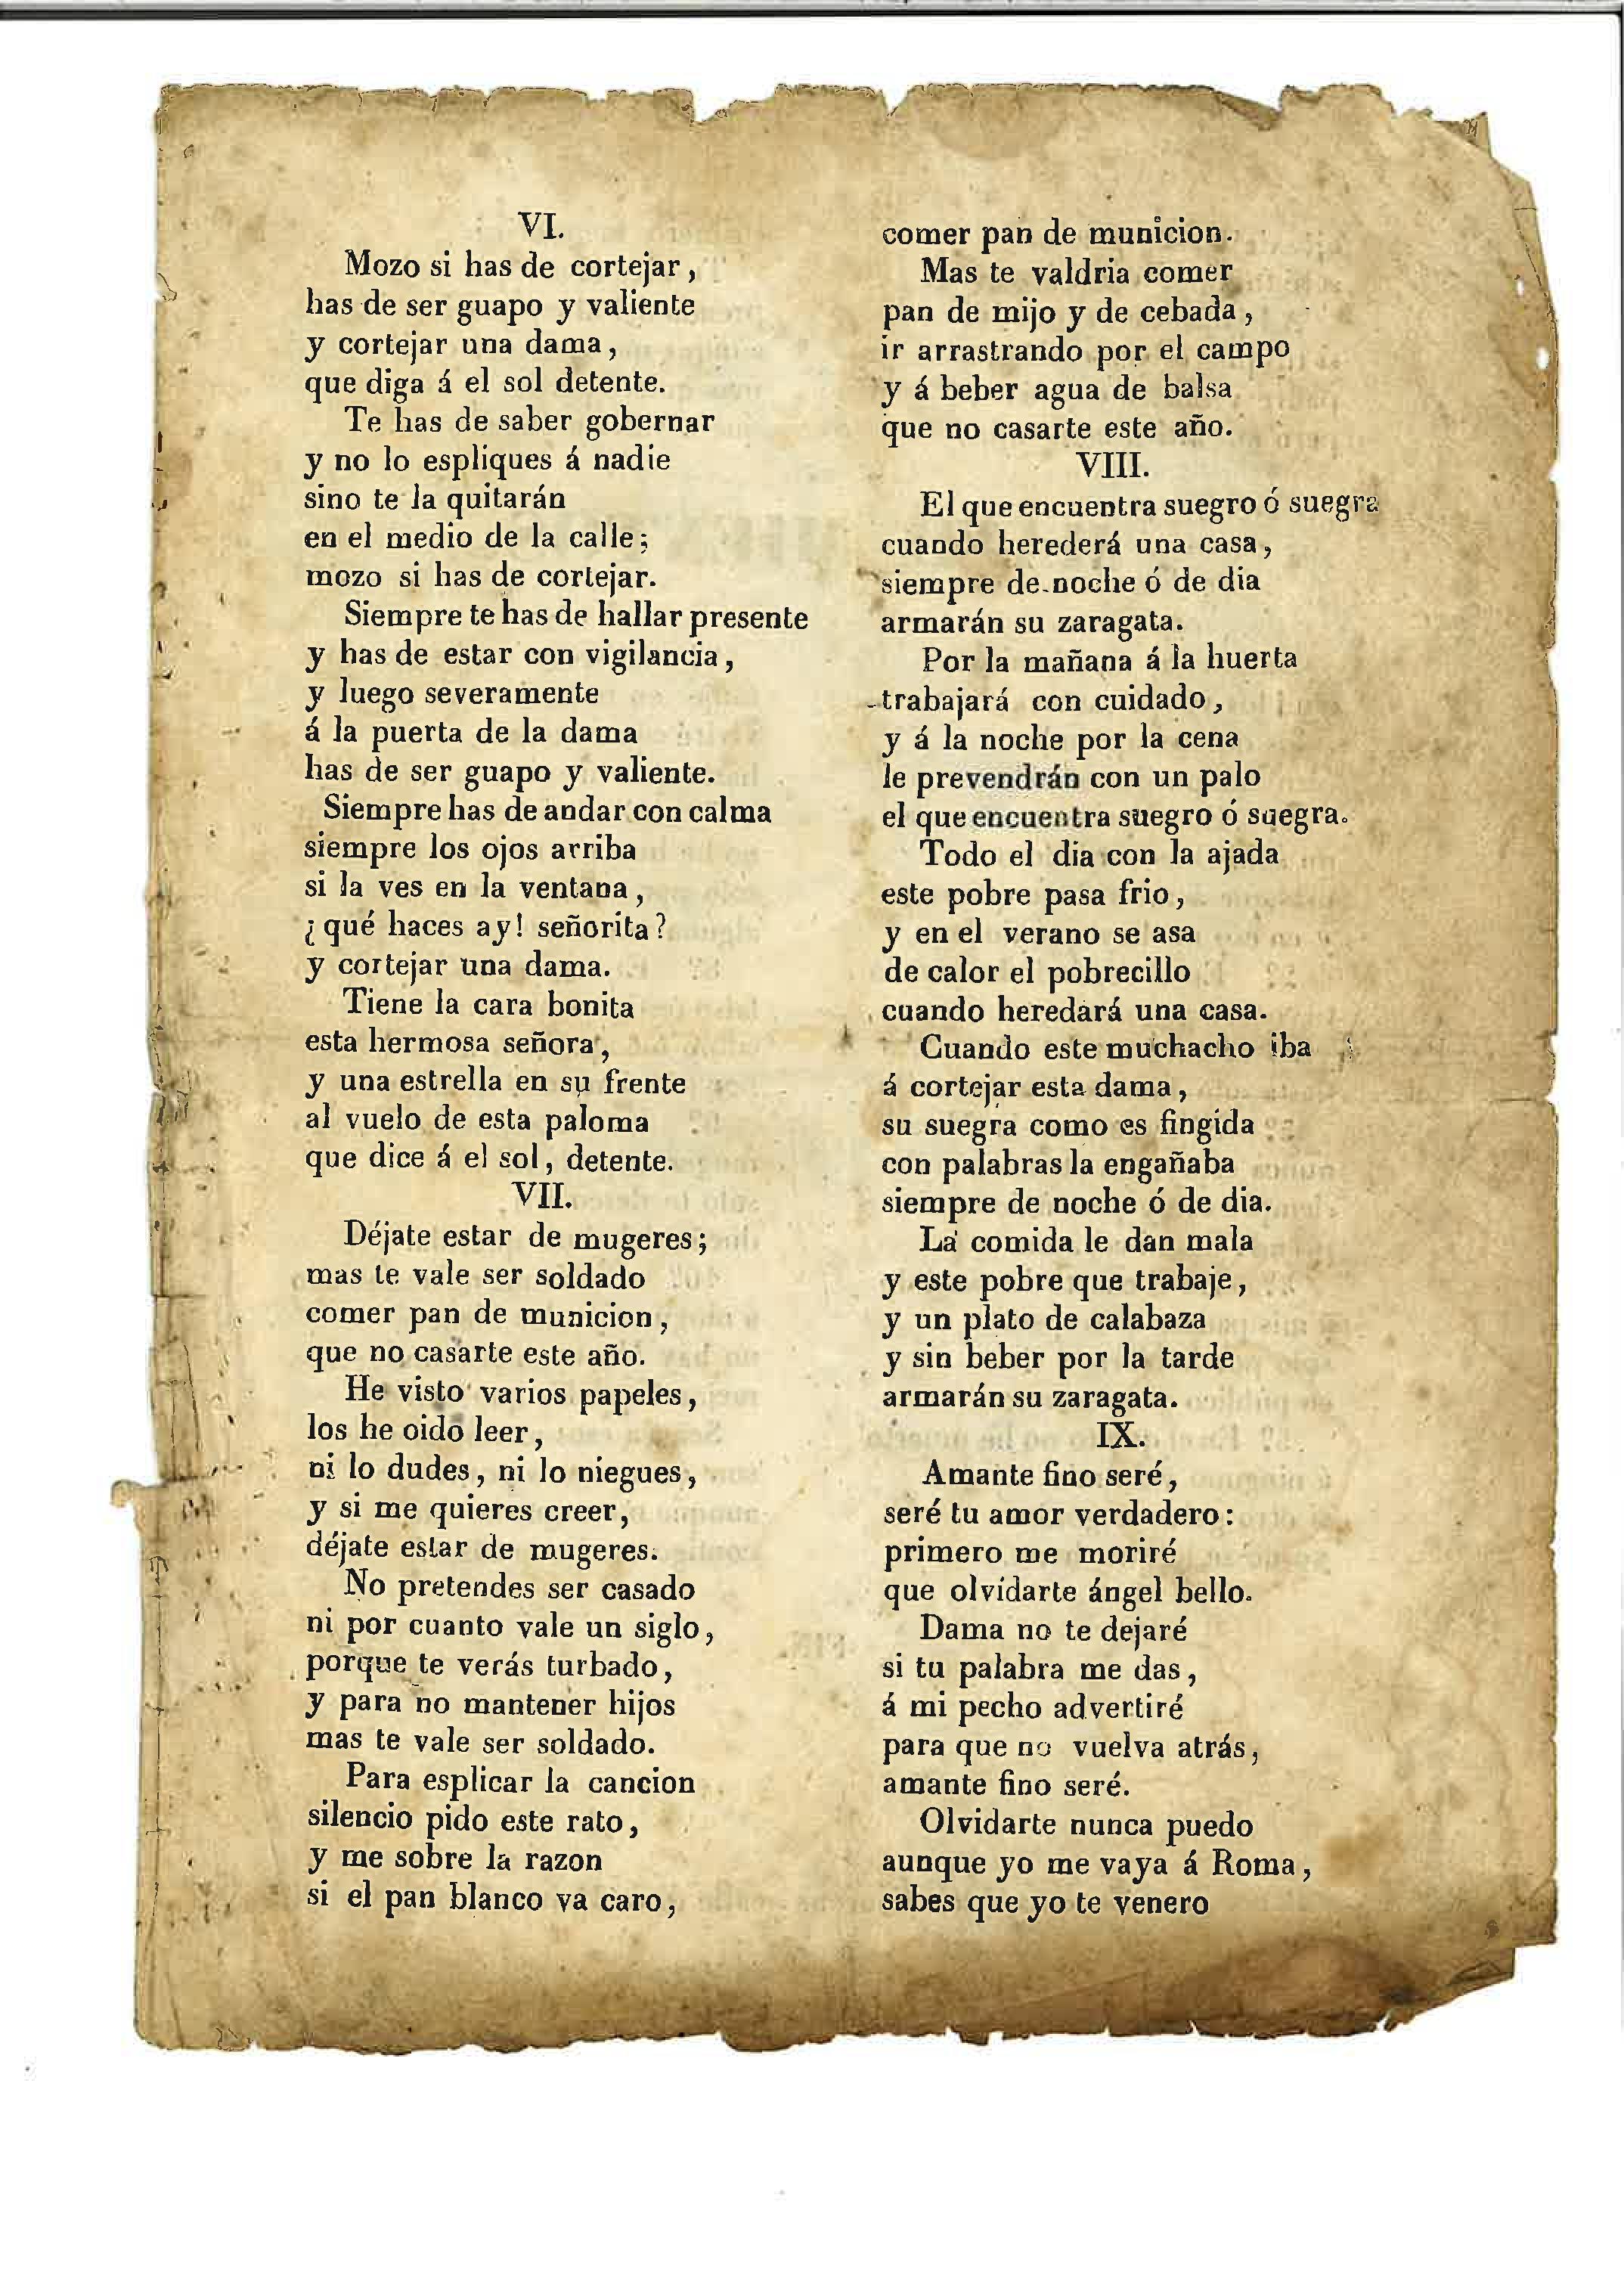 VI.
Mozo si has de cortejar,
has de ser guapo y valiente
y cortejar una dama,
que diga á el sol detente.
Te has de saber gobernar
y no lo espliques á nadie
sino te la quitarán
en el medio de la calle;
mozo si has de cortejar.
Siempre te has de hallar presente
y has de estar con vigilancia,
y luego severamente
á la puerta de la dama
has de ser guapo y valiente.
Siempre has de andar con calma
siempre los ojos arriba
si la ves en la ventana,
¿qué haces ay! señorita?
y cortejar una dama.
Tiene la cara bonita
esta hermosa señora,
y una estrella en su frente
al vuelo de esta paloma
que dice á el sol, detente.
VII.
Déjate estar de mugeres;
mas te vale ser soldado
comer pan de municion,
que no casarte este año.
He visto varios papeles,
los he oido leer,
ni lo dudes, ni lo niegues,
y si me quieres creer,
déjate estar de mugeres.
No pretendes ser casado
ni por cuanto vale un siglo,
porque te verás turbado,
y para no mantener hijos
mas te vale ser soldado.
Para esplicar la cancion
silencio pido este rato,
y me sobre la razon
si el pan blanco va caro,
comer pan de municion.
Mas te valdria comer
pan de mijo y de cebada,
ir arrastrando por el campo
y á beber agua de balsa
que no casarte este año.
VIII.
El que encuentra suegro ó suegra
cuando herederá una casa,
siempre de noche ó de dia
armarán su zaragata.
Por la mañana á la huerta
trabajará con cuidado,
y á la noche por la cena
le prevendrán con un palo
el que encuentra suegro ó suegra.
Todo el dia con la ajada
este pobre pasa frio,
y en el verano se asa
de calor el pobrecillo
cuando heredará una casa.
Cuando este muchacho iba
á cortejar esta dama,
su suegra como es fingida
con palabras la engañaba
siempre de noche ó de dia.
La comida le dan mala
y este pobre que trabaje,
y un plato de calabaza
y sin beber por la tarde
armarán su zaragata.
IX.
Amante fino seré,
seré tu amor verdadero:
primero me moriré
que olvidarte ángel bello.
Dama no te dejaré
si tu palabra me das,
á mi pecho advertiré
para que no vuelva atrás,
amante fino seré.
Olvidarte nunca puedo
aunque yo me vaya á Roma,
sabes que yo te venero